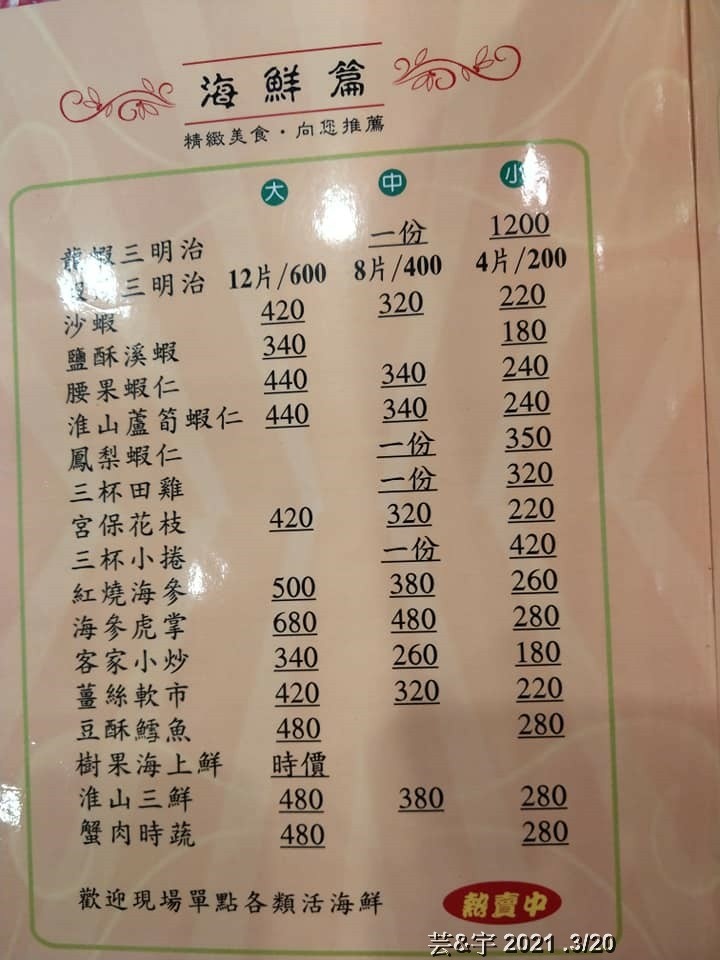 海鮮篇
精緻美食·向您推薦
大 中 小
龍蝦三明治 一份 1200
三明治 12片/600 8片/400 4片/200
沙蝦 420 320 220
鹽酥溪蝦 340 180
腰果蝦仁 440 340 240
淮山蘆筍蝦仁 440 340 240
鳳梨蝦仁 一份 350
三杯田雞 一份 320
宮保花枝 420 320 220
三杯小捲 一份 420
紅燒海參 500 380 260
海參虎掌 680 480 280
客家小炒 340 260 180
薑絲軟市 420 320 220
豆酥鱈魚 480 280
樹果海上鮮 時價
淮山三鮮 480 380 280
蟹肉時蔬 480 280
歡迎現場單點各類活海鮮 熱賣中
芸&宇 2021 .3/20